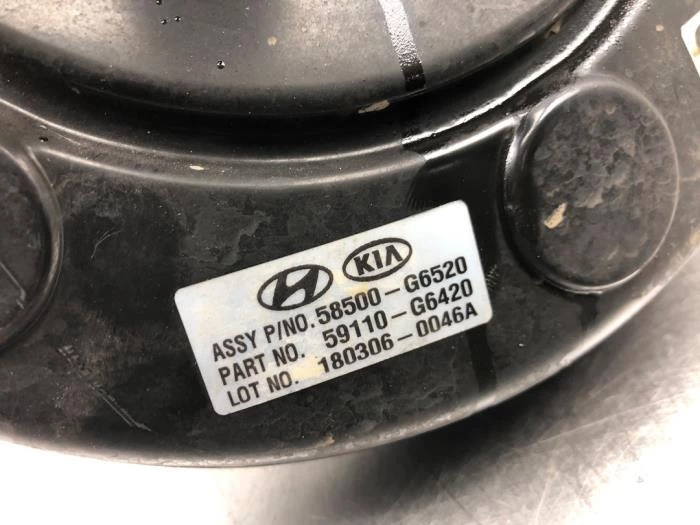 KIA
ASSY P/NO. 58500-G6520
PART NO. 59110-G6420
LOT NO. 180306-0046A